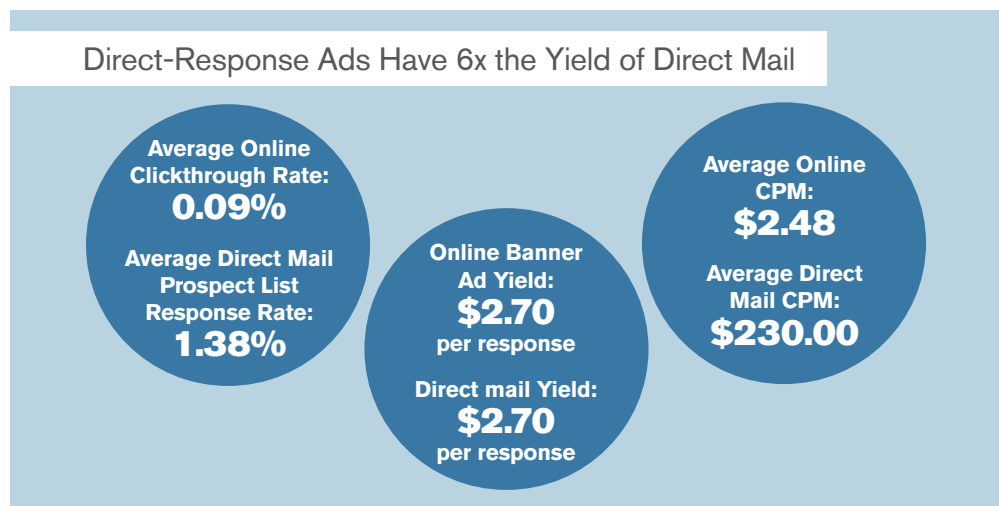 Direct-Response Ads Have 6x the Yield of Direct Mail
Average Online
Clickthrough Rate:
0.09%
Average Direct Mail
Prospect List
Response Rate:
1.38%
Online Banner
Ad Yield:
$2.70
per response
Direct mail Yield:
$2.70
per response
Average Online
CPM:
$2.48
Average Direct
Mail CPM:
$230.00